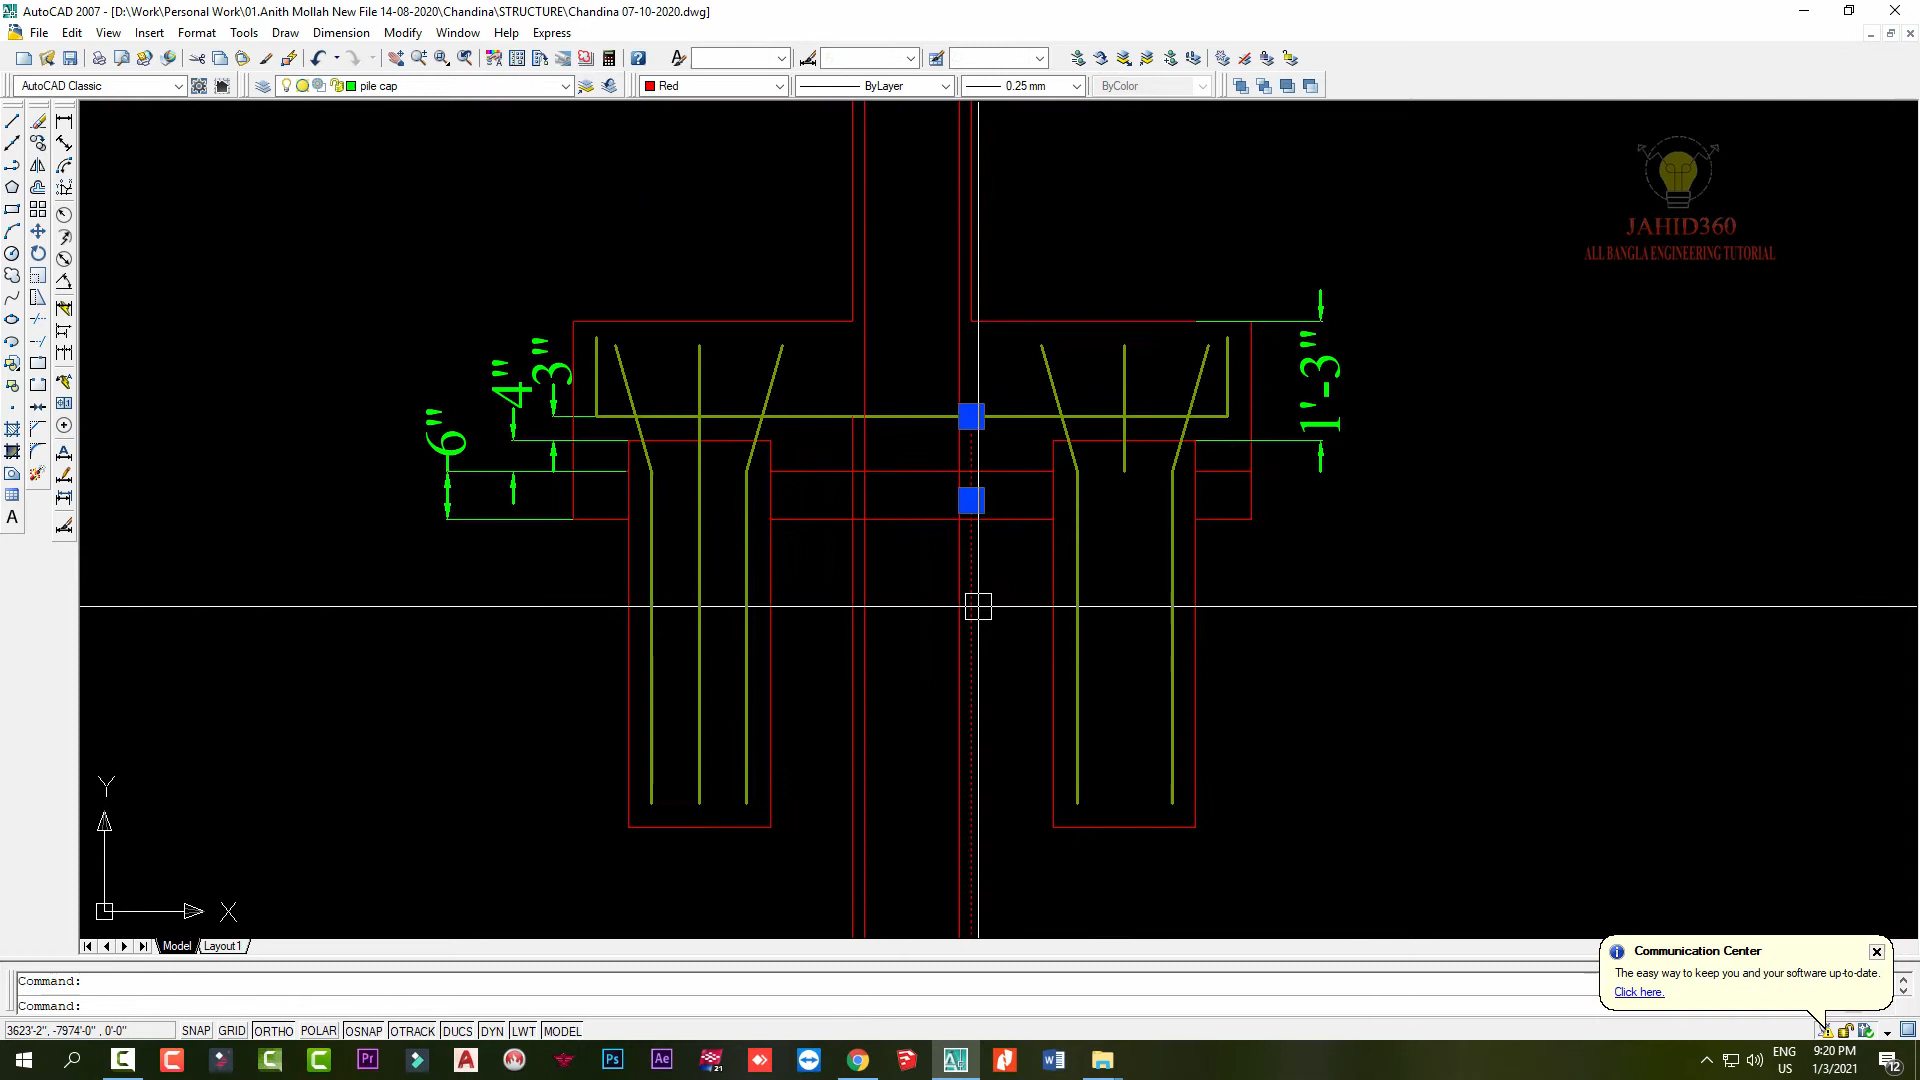 AutoCAD 2007 - [D:\Work\Personal Work\01.Anith Mollah New File 14-08-2020\Chandina\STRUCTURE\Chandina 07-10-2020.dwg]
File Edit View Insert Format Tools Draw Dimension Modify Window Help Express
AutoCAD Classic pile cap Red ByLayer 0.25 mm ByColor
JAHID360
ALL BANGLA ENGINEERING TUTORIAL
6"
4"
3"
1'-3"
Y
X
Model Layout1
Command:
Command:
Communication Center
The easy way to keep you and your software up-to-date.
Click here.
3623'-2", -7974'-0" , 0'-0" SNAP GRID ORTHO POLAR OSNAP OTRACK DUCS DYN LWT MODEL
Pr Ps Ae 21
ENG
US
9:20 PM
1/3/2021
12